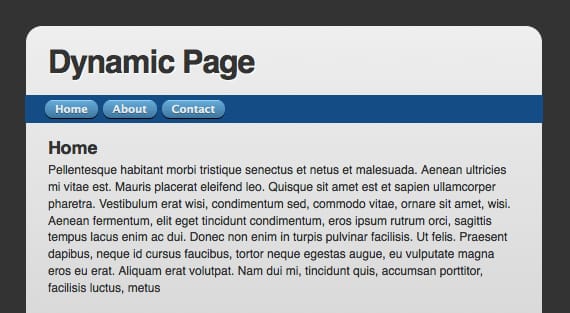 Dynamic Page
Home About Contact
Home
Pellentesque habitant morbi tristique senectus et netus et malesuada. Aenean ultricies
mi vitae est. Mauris placerat eleifend leo. Quisque sit amet est et sapien ullamcorper
pharetra. Vestibulum erat wisi, condimentum sed, commodo vitae, ornare sit amet, wisi.
Aenean fermentum, elit eget tincidunt condimentum, eros ipsum rutrum orci, sagittis
tempus lacus enim ac dui. Donec non enim in turpis pulvinar facilisis. Ut felis. Praesent
dapibus, neque id cursus faucibus, tortor neque egestas augue, eu vulputate magna
eros eu erat. Aliquam erat volutpat. Nam dui mi, tincidunt quis, accumsan porttitor,
facilisis luctus, metus